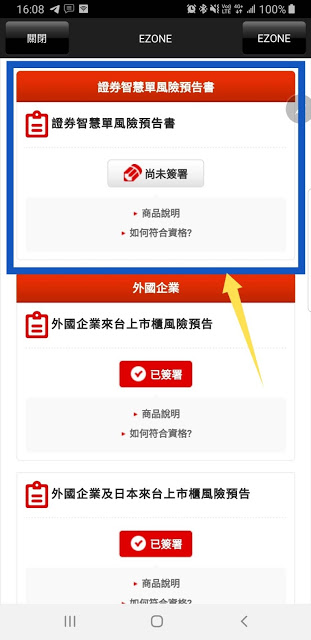 16:08
100%
關閉
EZONE
EZONE
證券智慧單風險預告書
證券智慧單風險預告書
尚未簽署
商品說明
如何符合資格?
外國企業
外國企業來台上市櫃風險預告
已簽署
商品說明
如何符合資格?
外國企業及日本來台上市櫃風險預告
已簽署
商品說明
如何符合資格?